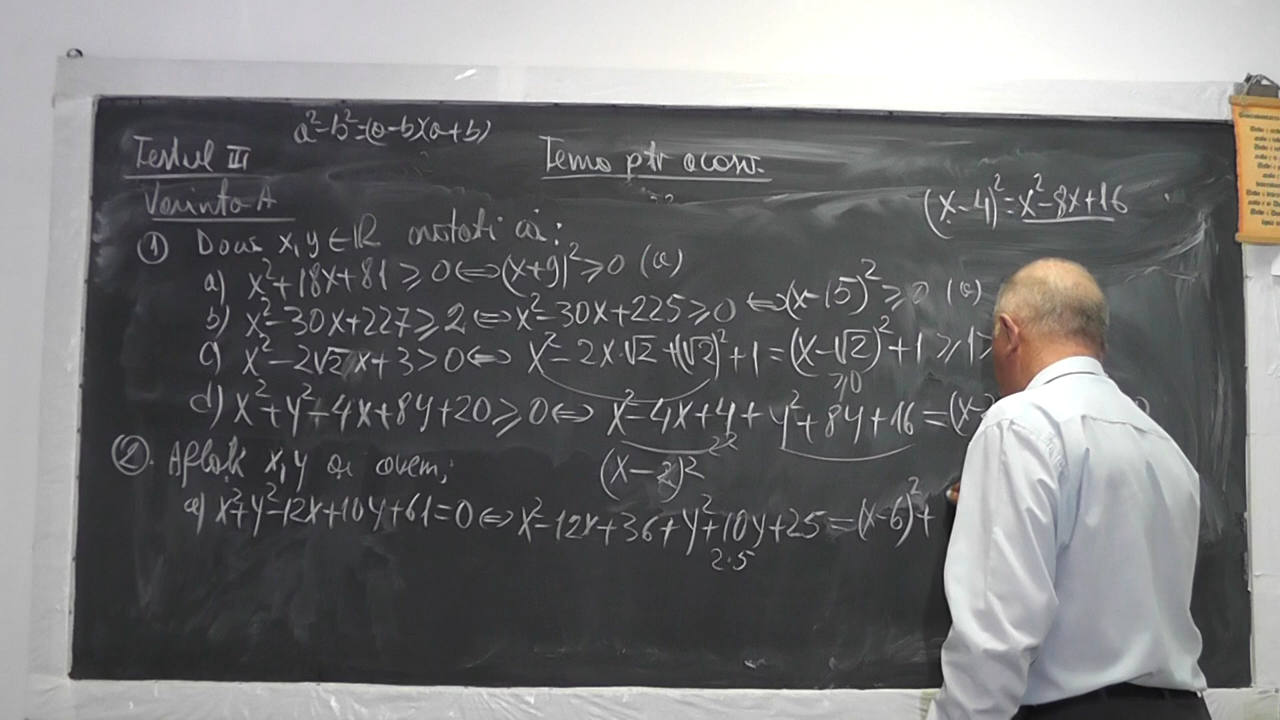 a²-b²=(a-b)(a+b)
Testul III
Tema ptr acasă.
Varianta A
(x-4)²=x²-8x+16
① Dacă x,y∈ℝ arătați că:
a) x²+18x+81≥0⇔(x+9)²≥0 (a)
b) x²-30x+227≥2⇔x²-30x+225≥0 ⇔(x-15)²≥0 (a)
c) x²-2√2x+3>0⇔ x²-2x·√2+(√2)²+1=(x-√2)²+1≥1>
≥0
d) x²+y²-4x+8y+20≥0⇔ x²-4x+4+y²+8y+16=(x-
(x-2)²
②. Aflați x,y
a) x²+y²-12x+10y+61=0⇔x²-12x+36+y²+10y+25=(x-6)²+
2·5